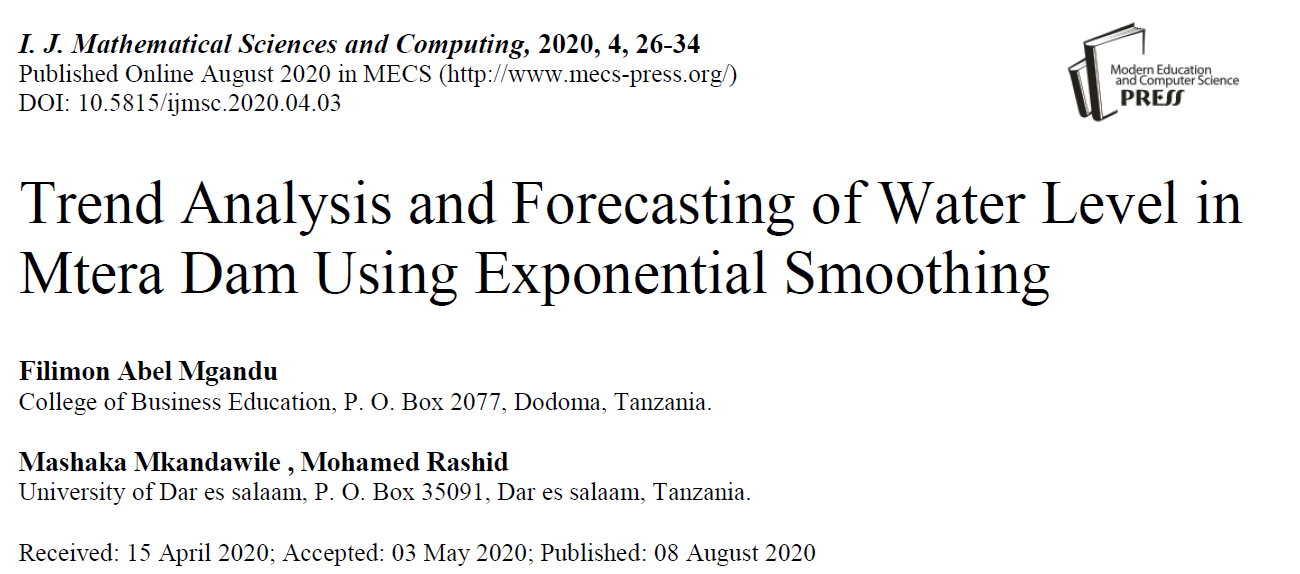 I. J. Mathematical Sciences and Computing, 2020, 4, 26-34
Published Online August 2020 in MECS (http://www.mecs-press.org/)
DOI: 10.5815/ijmsc.2020.04.03
Modern Education
and Computer Science
PRESS
Trend Analysis and Forecasting of Water Level in
Mtera Dam Using Exponential Smoothing
Filimon Abel Mgandu
College of Business Education, P. O. Box 2077, Dodoma, Tanzania.
Mashaka Mkandawile , Mohamed Rashid
University of Dar es salaam, P. O. Box 35091, Dar es salaam, Tanzania.
Received: 15 April 2020; Accepted: 03 May 2020; Published: 08 August 2020